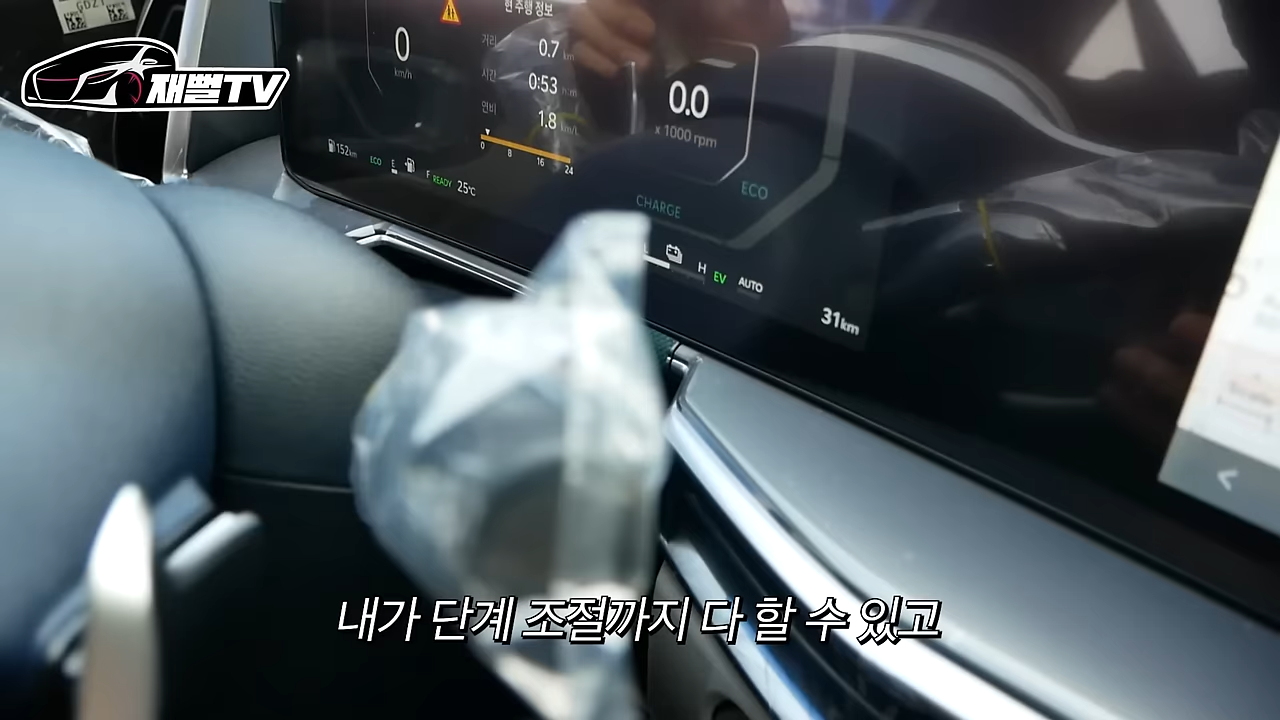 재뻘TV
현 주행 정보
0
km/h
거리 0.7 km
시간 0:53 h:m
연비 1.8 km/L
0 8 16 24
152km
ECO E F READY 25℃
0.0
x 1000 rpm
ECO
CHARGE
H EV AUTO
31km
내가 단계 조절까지 다 할 수 있고